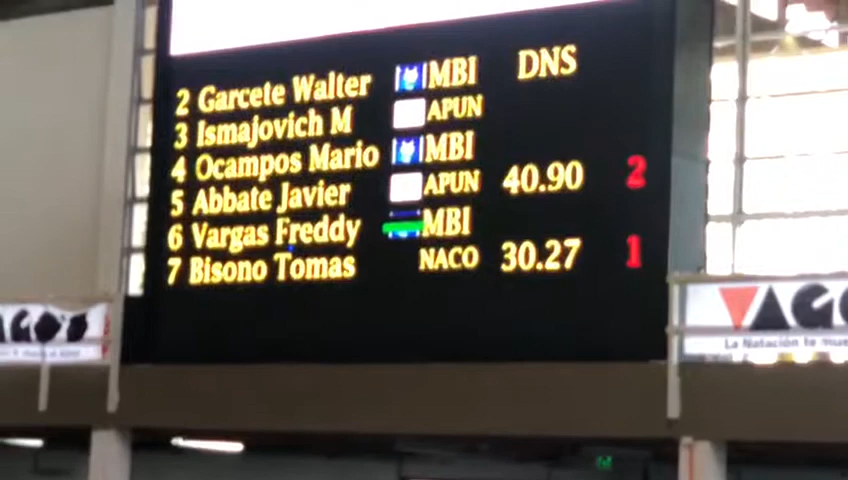 2 Garcete Walter MBI DNS
3 Ismajovich M APUN
4 Ocampos Mario MBI
5 Abbate Javier APUN 40.90 2
6 Vargas Freddy MBI
7 Bisono Tomas NACO 30.27 1
AGO
La Natación te mue